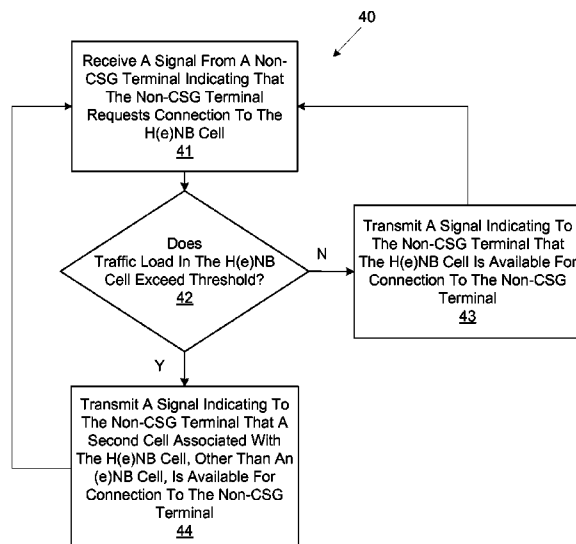 40
Receive A Signal From A Non-
CSG Terminal Indicating That
The Non-CSG Terminal
Requests Connection To The
H(e)NB Cell
41
Does
Traffic Load In The H(e)NB
Cell Exceed Threshold?
42
N
Transmit A Signal Indicating To
The Non-CSG Terminal That
The H(e)NB Cell Is Available For
Connection To The Non-CSG
Terminal
43
Y
Transmit A Signal Indicating To
The Non-CSG Terminal That A
Second Cell Associated With
The H(e)NB Cell, Other Than An
(e)NB Cell, Is Available For
Connection To The Non-CSG
Terminal
44